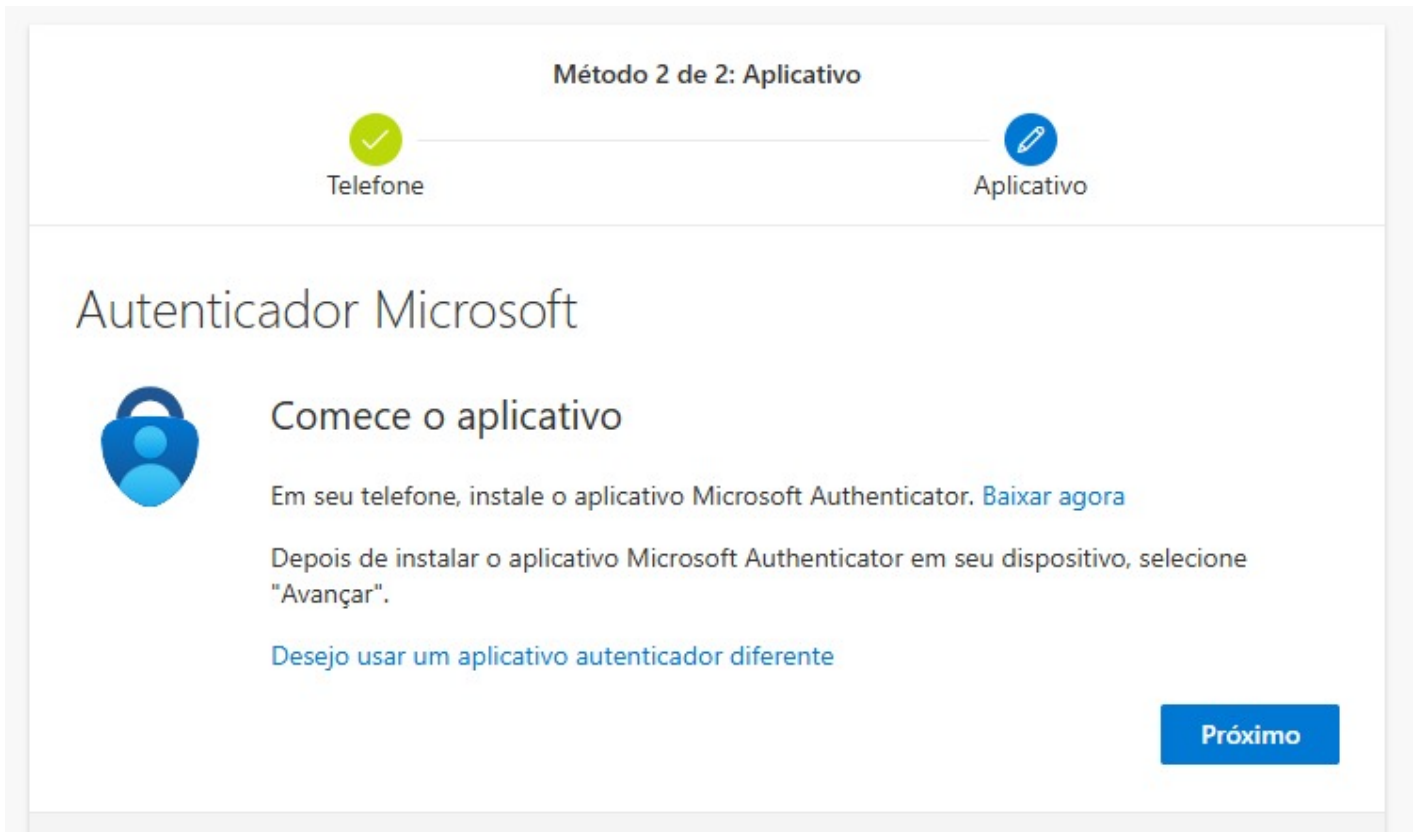 Método 2 de 2: Aplicativo
Telefone
Aplicativo
Autenticador Microsoft
Comece o aplicativo
Em seu telefone, instale o aplicativo Microsoft Authenticator. Baixar agora
Depois de instalar o aplicativo Microsoft Authenticator em seu dispositivo, selecione
"Avançar".
Desejo usar um aplicativo autenticador diferente
Próximo